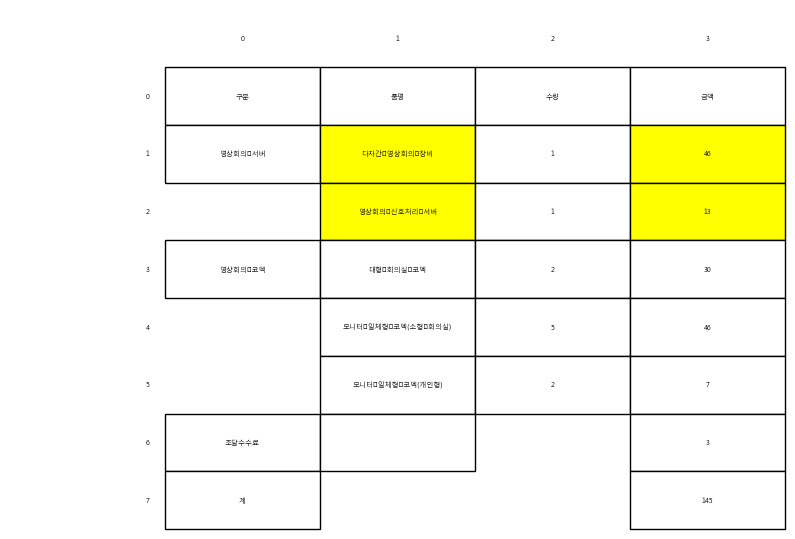 0 1 2 3
0 구분 품명 수량 금액
1 영상회의□서버 다자간□영상회의□장비 1 46
2 영상회의□신호처리□서버 1 13
3 영상회의□코덱 대형□회의실□코덱 2 30
4 모니터□일체형□코덱(소형□회의실) 5 46
5 모니터□일체형□코덱(개인형) 2 7
6 조달수수료 3
7 계 145